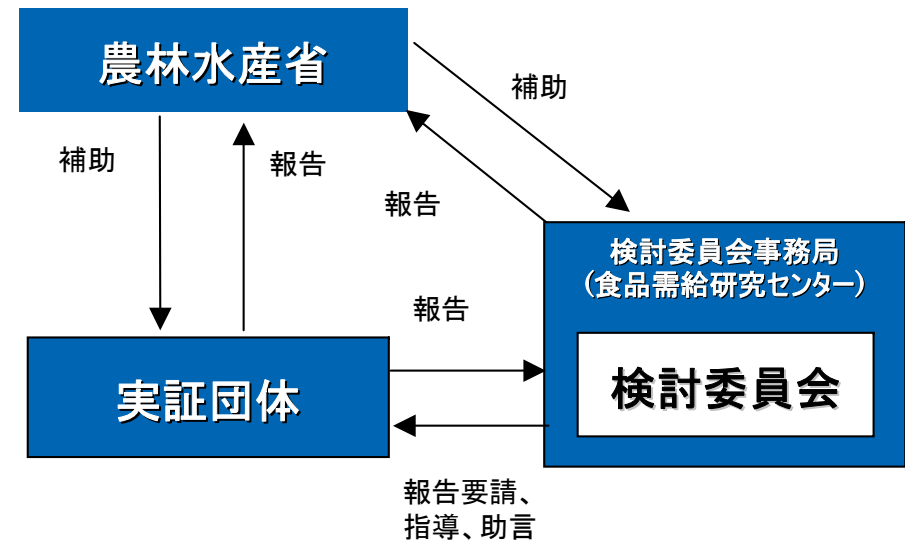 農林水産省
補助
補助
報告
報告
検討委員会事務局
(食品需給研究センター)
報告
実証団体
検討委員会
報告要請、
指導、助言